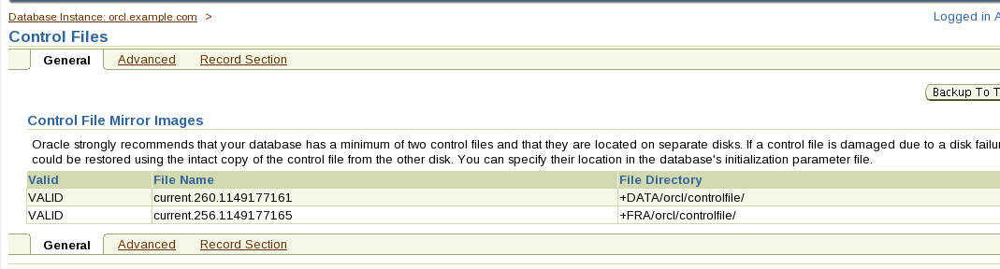 Database Instance: orcl.example.com > Logged in A
Control Files
General Advanced Record Section
Backup To T
Control File Mirror Images
Oracle strongly recommends that your database has a minimum of two control files and that they are located on separate disks. If a control file is damaged due to a disk failur
could be restored using the intact copy of the control file from the other disk. You can specify their location in the database's initialization parameter file.
Valid File Name File Directory
VALID current.260.1149177161 +DATA/orcl/controlfile/
VALID current.256.1149177165 +FRA/orcl/controlfile/
General Advanced Record Section